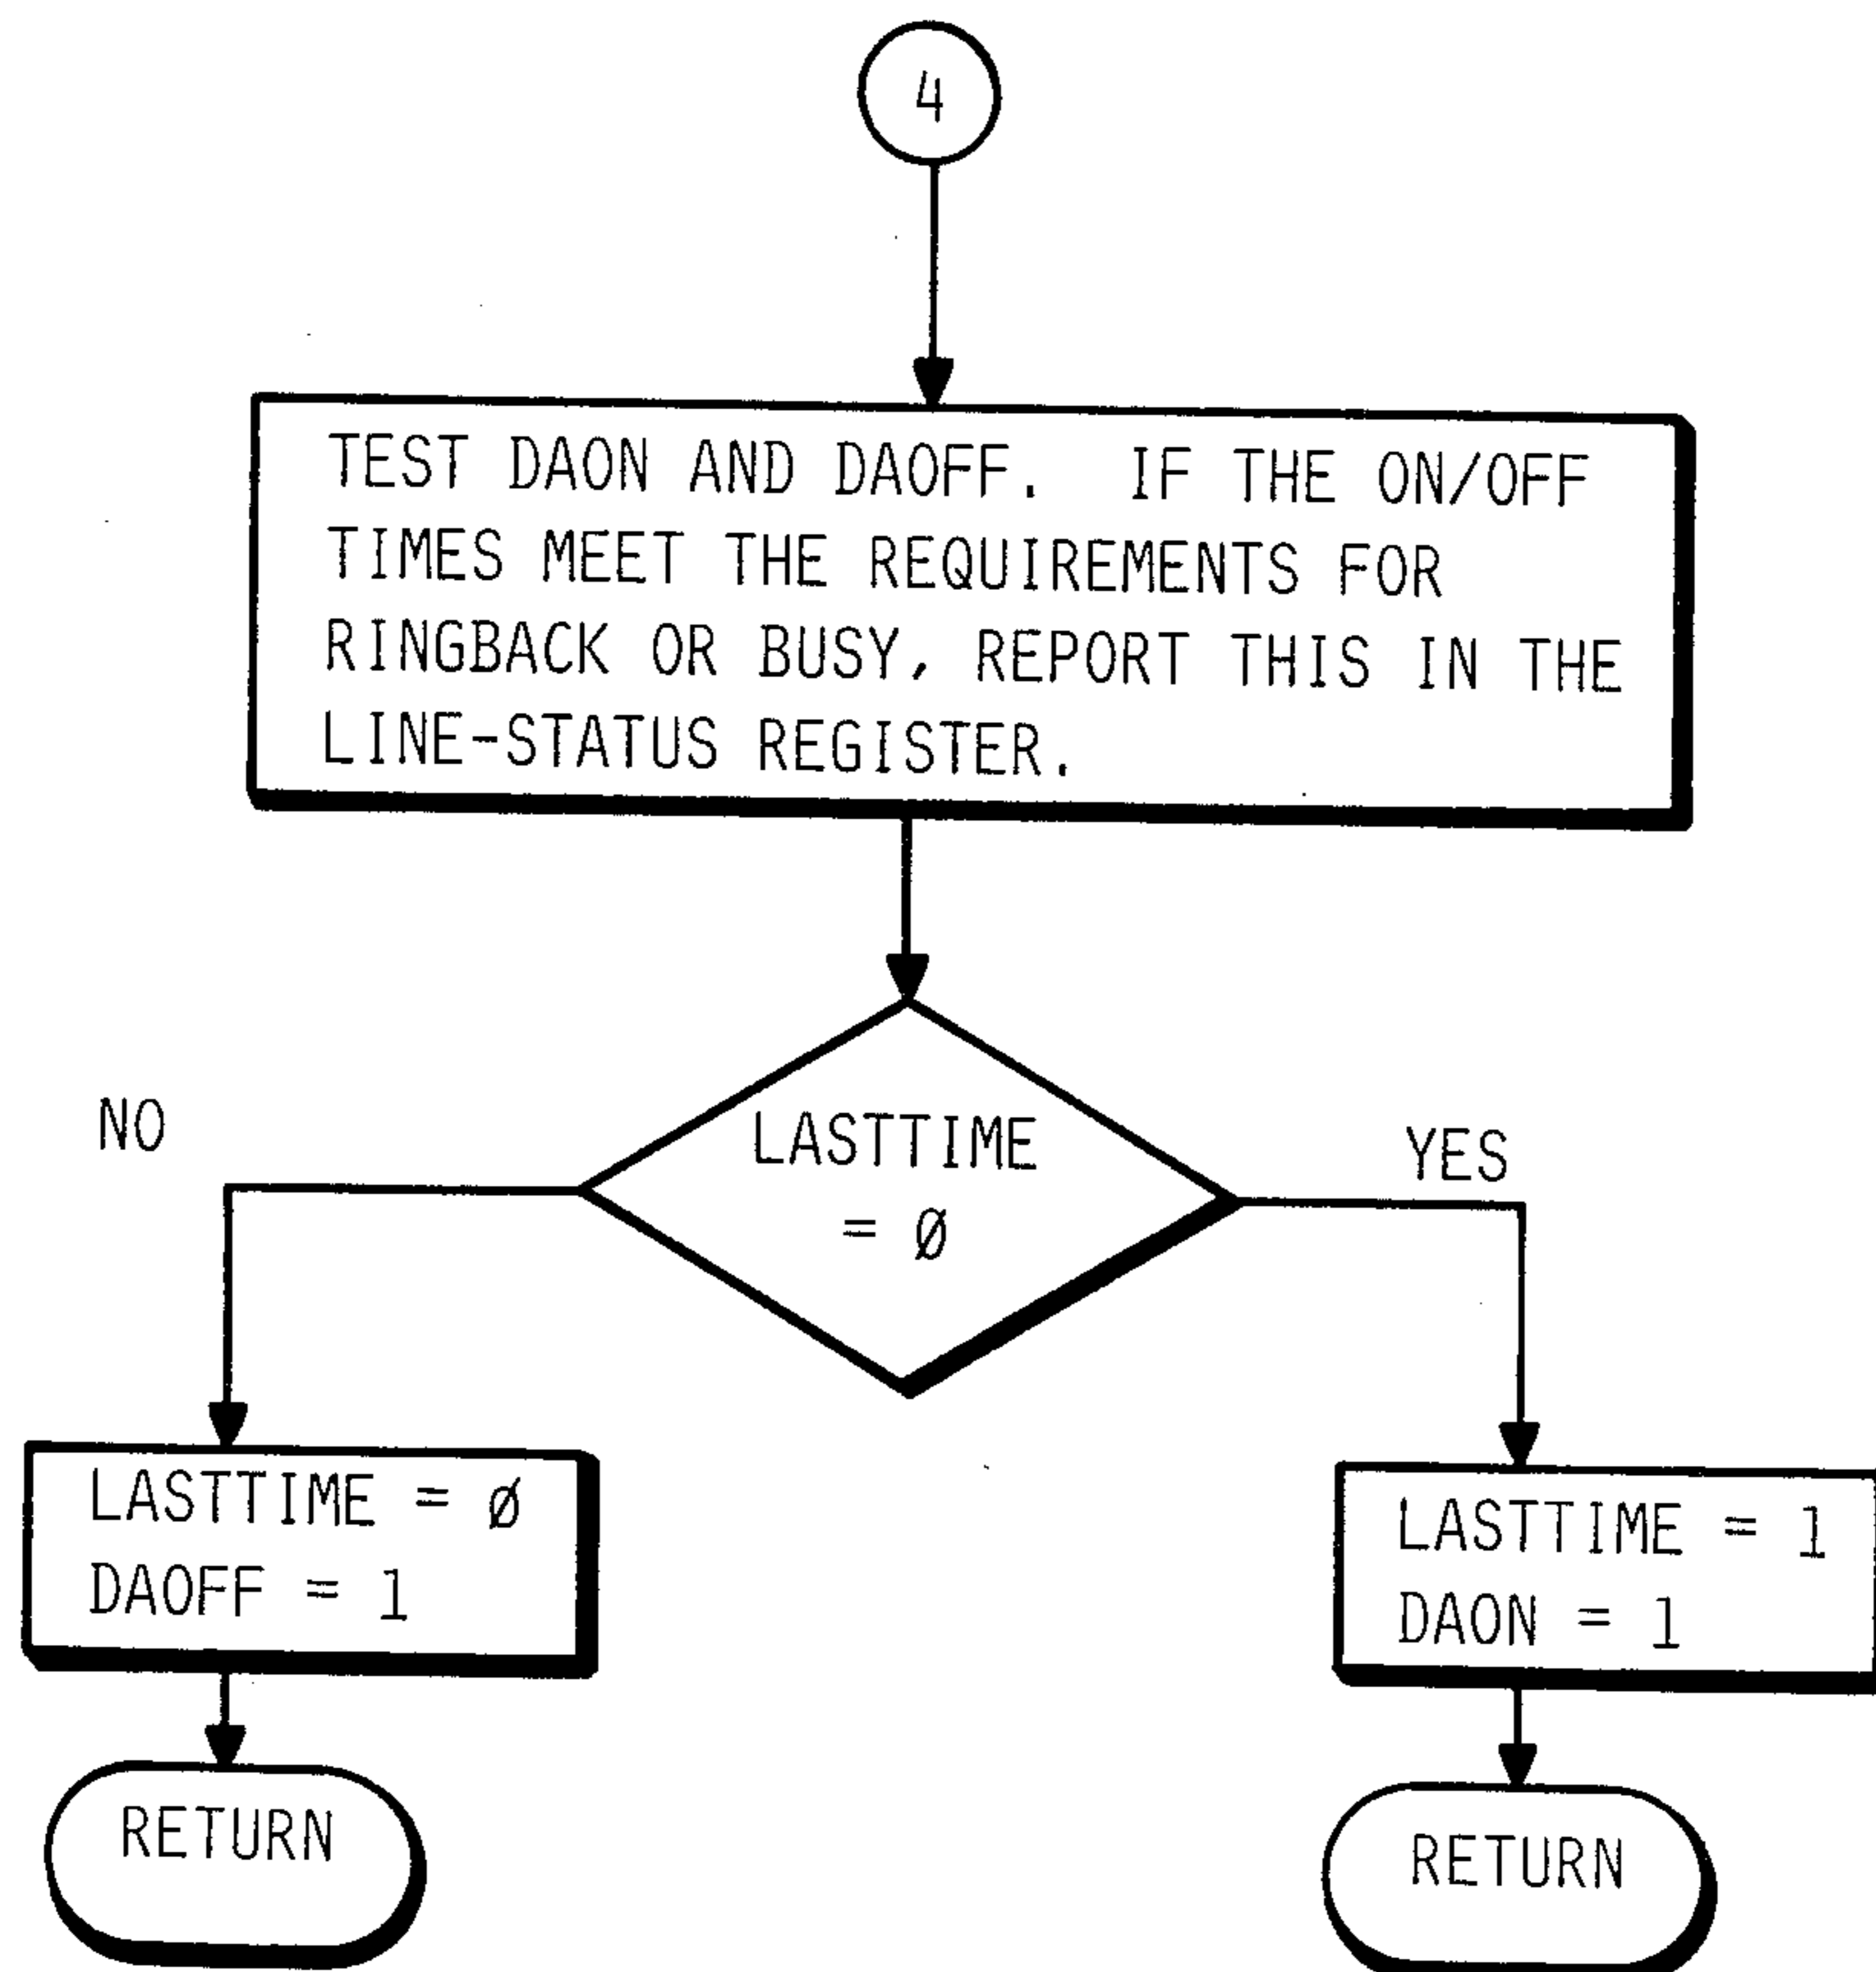 4
TEST DAON AND DAOFF. IF THE ON/OFF
TIMES MEET THE REQUIREMENTS FOR
RINGBACK OR BUSY, REPORT THIS IN THE
LINE-STATUS REGISTER.
LASTTIME
= Ø
NO
YES
LASTTIME = Ø
DAOFF = 1
LASTTIME = 1
DAON = 1
RETURN
RETURN